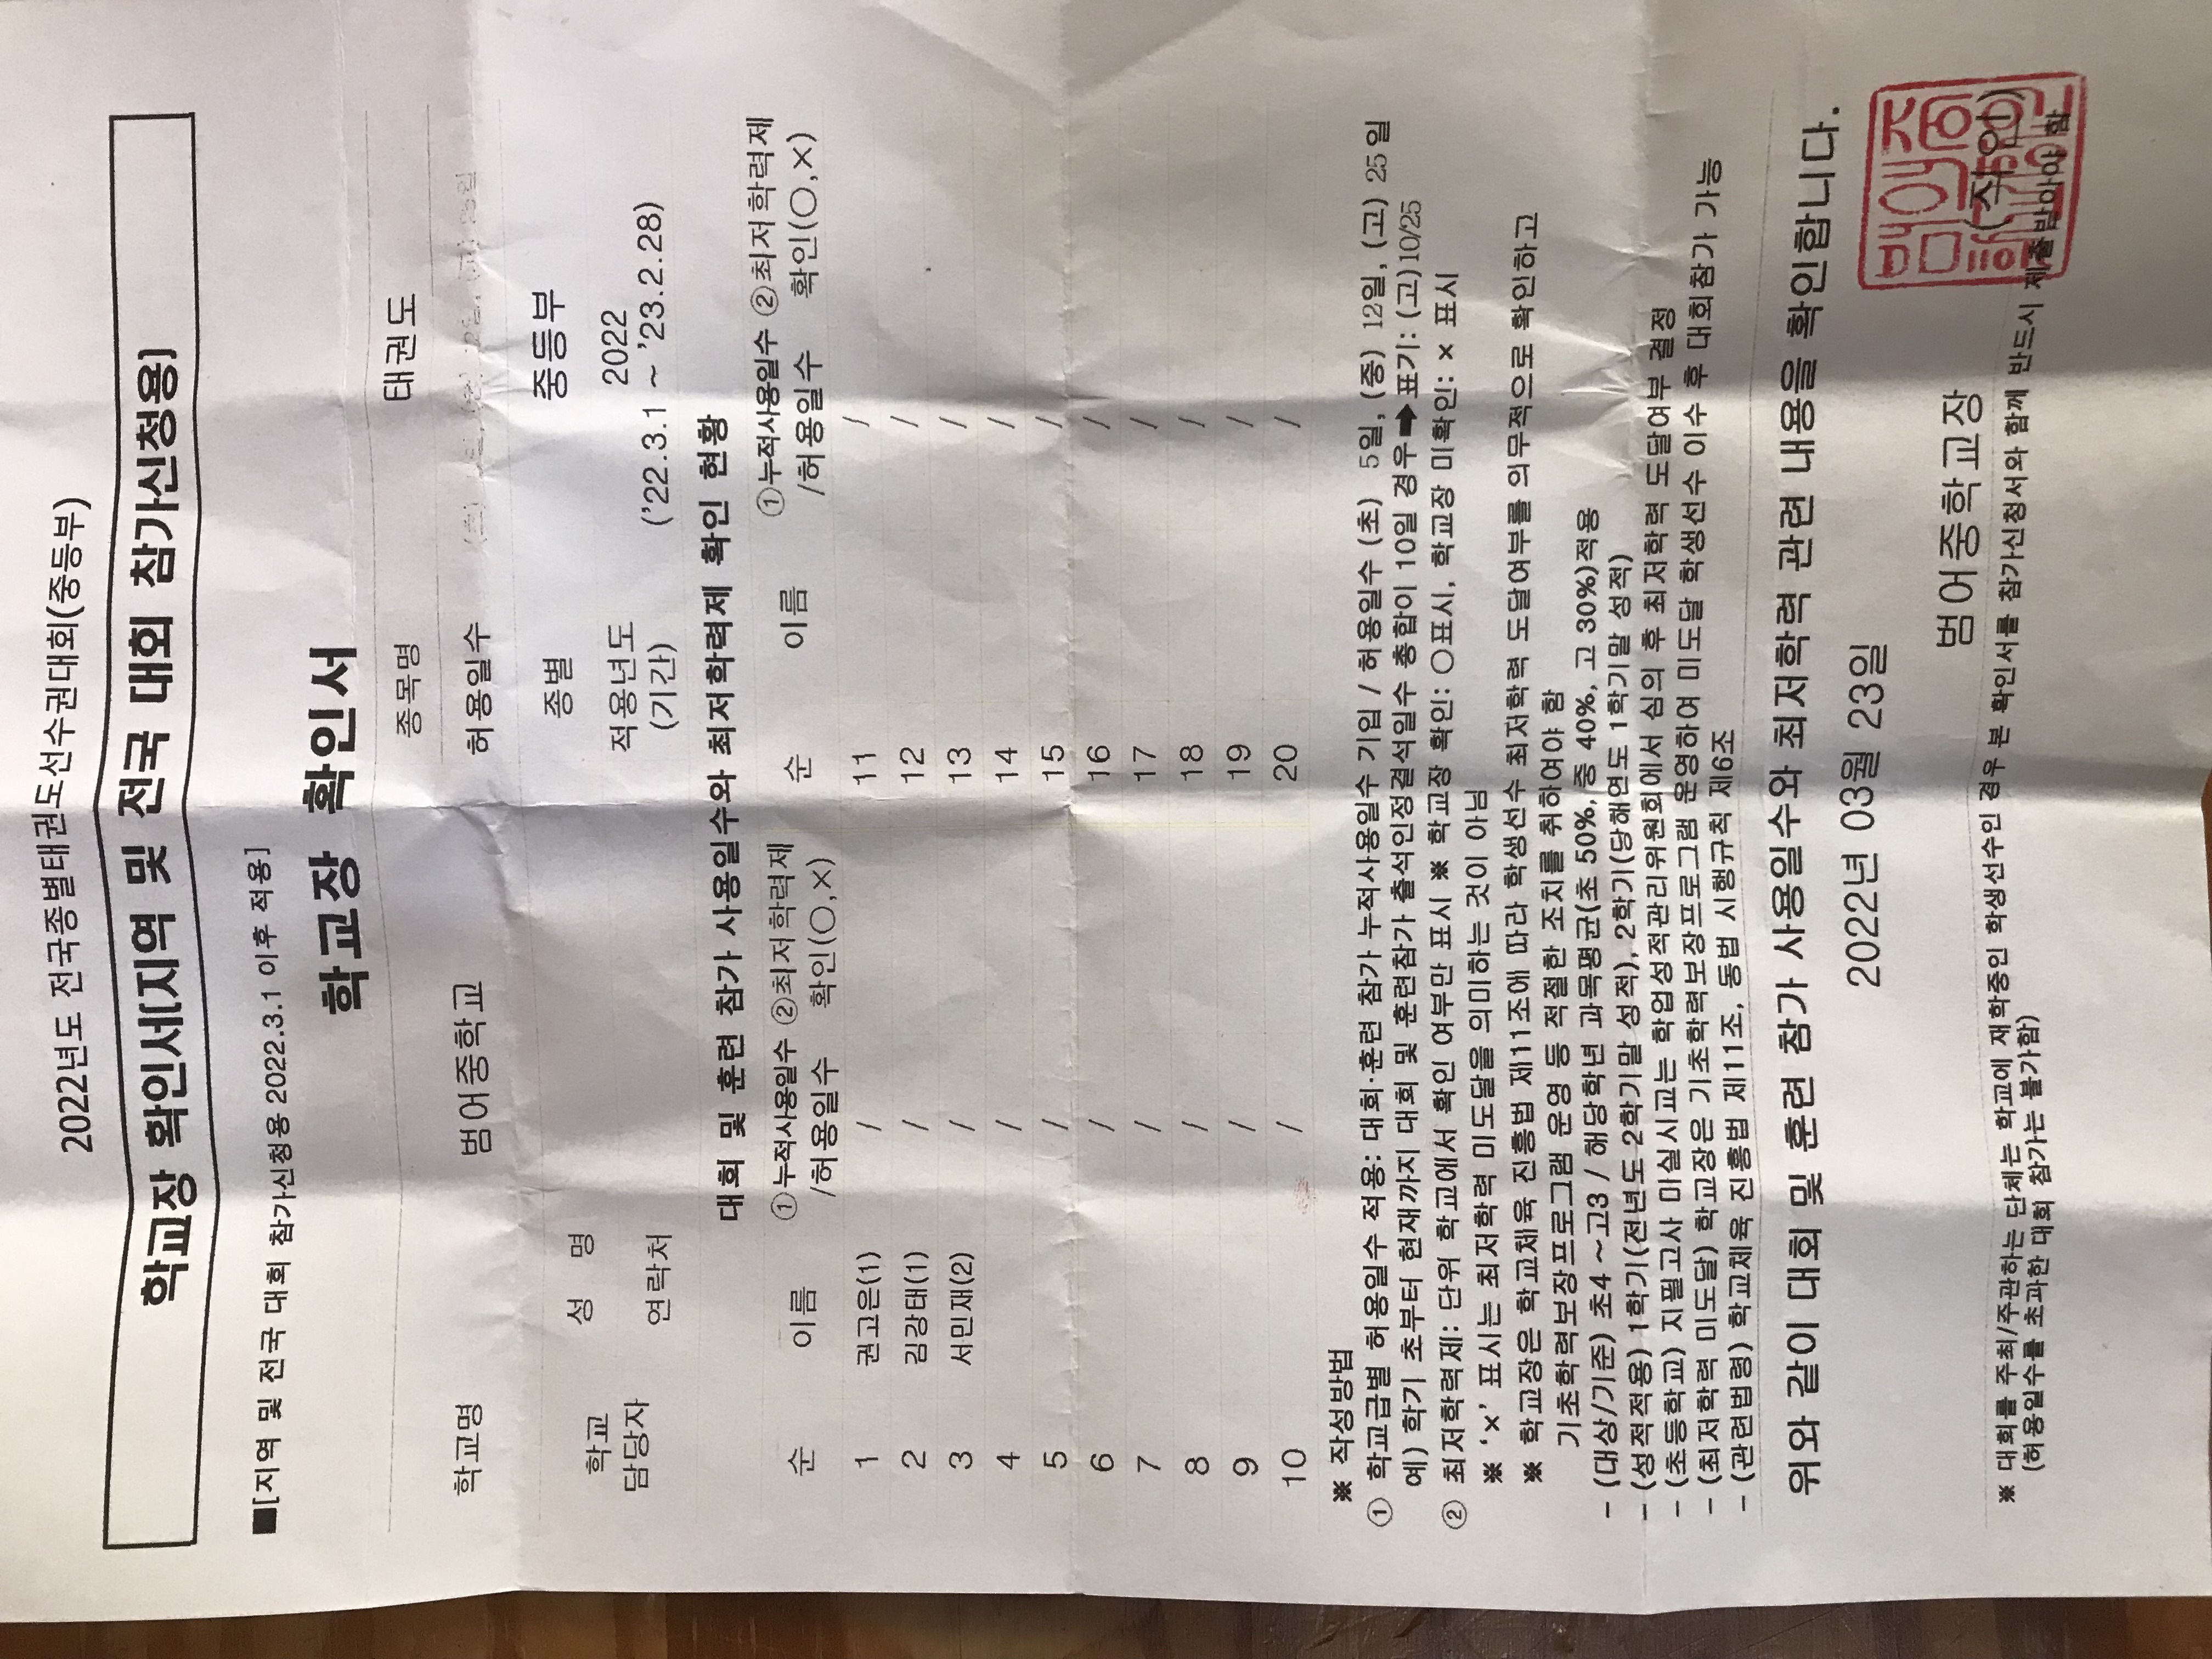 2022년도 전국종별태권도선수권대회(중등부)
학교장 확인서[지역 및 전국 대회 참가신청용]
■[지역 및 전국 대회 참가신청용 2022.3.1 이후 적용]
학교장 확인서
학교명 범어중학교 종목명 태권도
허용일수
학교 담당자 성 명 종별 중등부
연락처 적용년도 (기간) 2022 ('22.3.1 ~ '23.2.28)
대회 및 훈련 참가 사용일수와 최저학력제 확인 현황
순 이름 ①누적사용일수 /허용일수 ②최저학력제 확인(○,×) 순 이름 ①누적사용일수 /허용일수 ②최저학력제 확인(○,×)
1 권고은(1) / 11 /
2 김강태(1) / 12 /
3 서민재(2) / 13 /
4 / 14 /
5 / 15 /
6 / 16 /
7 / 17 /
8 / 18 /
9 / 19 /
10 / 20 /
※ 작성방법
① 학교급별 허용일수 적용: 대회·훈련 참가 누적사용일수 기입 / 허용일수 (초) 5일, (중) 12일, (고) 25일
예) 학기 초부터 현재까지 대회 및 훈련참가 출석인정결석일수 총합이 10일 경우➡표기: (고)10/25
② 최저학력제: 단위 학교에서 확인 여부만 표시 ※ 학교장 확인: ○표시, 학교장 미확인: × 표시
※ '×' 표시는 최저학력 미도달을 의미하는 것이 아님
※ 학교장은 학교체육 진흥법 제11조에 따라 학생선수 최저학력 도달여부를 의무적으로 확인하고
기초학력보장프로그램 운영 등 적절한 조치를 취하여야 함
- (대상/기준) 초4 ~고3 / 해당학년 과목평균(초 50%, 중 40%, 고 30%)적용
- (성적적용) 1학기(전년도 2학기말 성적), 2학기(당해연도 1학기말 성적)
- (초등학교) 지필고사 미실시교는 학업성적관리위원회에서 심의 후 최저학력 도달여부 결정
- (최저학력 미도달) 학교장은 기초학력보장프로그램 운영하여 미도달 학생선수 이수 후 대회참가 가능
- (관련법령) 학교체육 진흥법 제11조, 동법 시행규칙 제6조
위와 같이 대회 및 훈련 참가 사용일수와 최저학력 관련 내용을 확인합니다.
2022년 03월 23일
범어중학교장 (직인)
※ 대회를 주최/주관하는 단체는 학교에 재학중인 학생선수인 경우 본 확인서를 참가신청서와 함께 반드시 제출받아야 함
(허용일수를 초과한 대회 참가는 불가함)